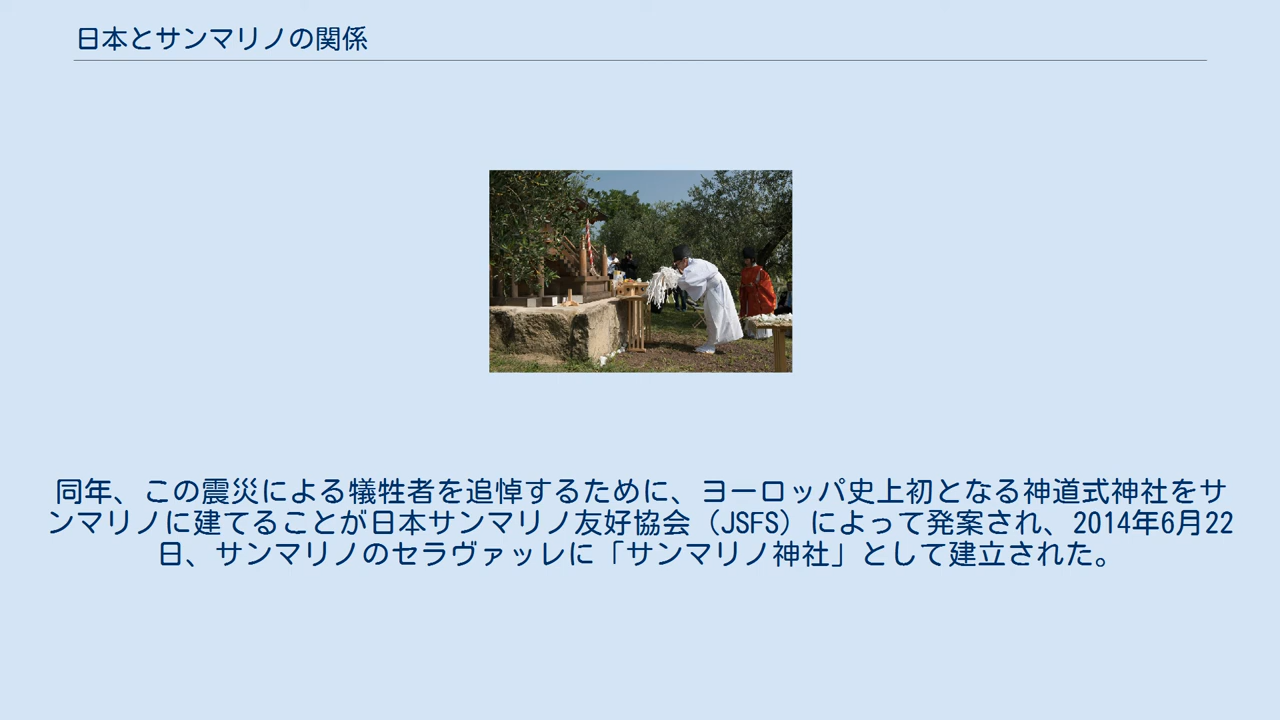 日本とサンマリノの関係
同年、この震災による犠牲者を追悼するために、ヨーロッパ史上初となる神道式神社をサ
ンマリノに建てることが日本サンマリノ友好協会（JSFS）によって発案され、2014年6月22
日、サンマリノのセラヴァッレに「サンマリノ神社」として建立された。